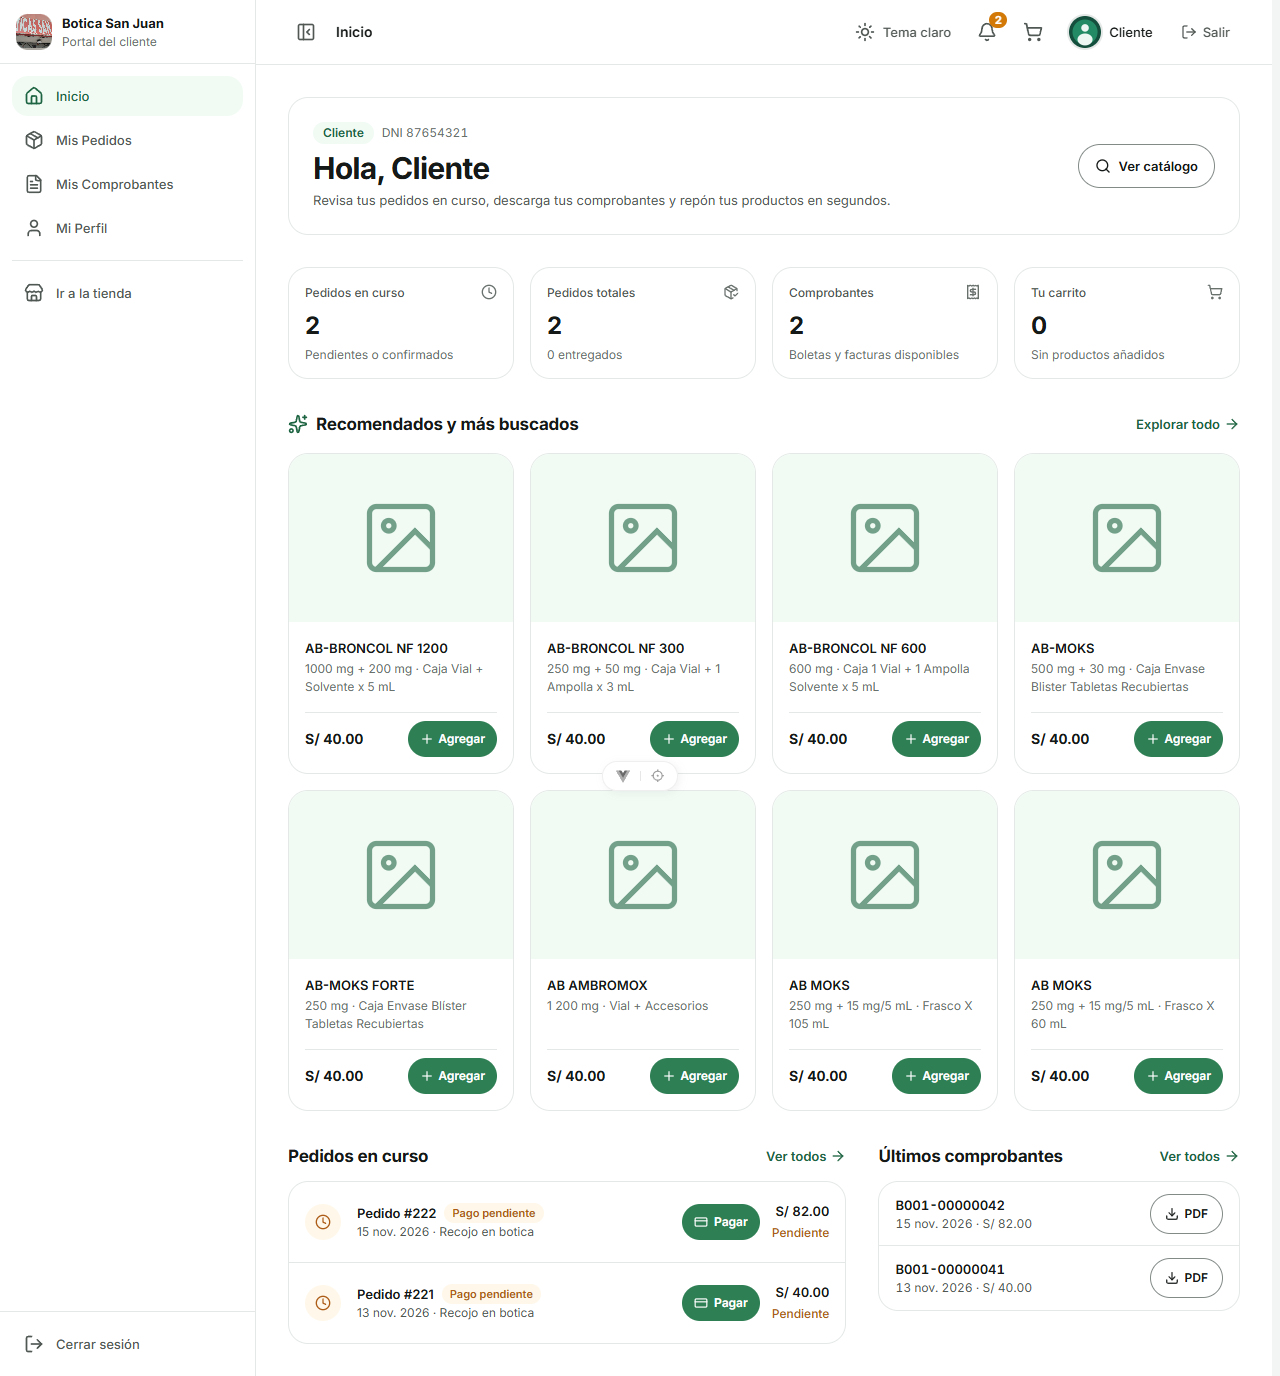 Botica San Juan
Portal del cliente
Inicio
Mis Pedidos
Mis Comprobantes
Mi Perfil
Ir a la tienda
Cerrar sesión
Inicio
Tema claro
2
Cliente
Salir
Cliente
DNI 87654321
Hola, Cliente
Revisa tus pedidos en curso, descarga tus comprobantes y repón tus productos en segundos.
Ver catálogo
Pedidos en curso
2
Pendientes o confirmados
Pedidos totales
2
0 entregados
Comprobantes
2
Boletas y facturas disponibles
Tu carrito
0
Sin productos añadidos
Recomendados y más buscados
Explorar todo
AB-BRONCOL NF 1200
1000 mg + 200 mg · Caja Vial +
Solvente x 5 mL
S/ 40.00
Agregar
AB-BRONCOL NF 300
250 mg + 50 mg · Caja Vial + 1
Ampolla x 3 mL
S/ 40.00
Agregar
AB-BRONCOL NF 600
600 mg · Caja 1 Vial + 1 Ampolla
Solvente x 5 mL
S/ 40.00
Agregar
AB-MOKS
500 mg + 30 mg · Caja Envase
Blister Tabletas Recubiertas
S/ 40.00
Agregar
AB-MOKS FORTE
250 mg · Caja Envase Blíster
Tabletas Recubiertas
S/ 40.00
Agregar
AB AMBROMOX
1 200 mg · Vial + Accesorios
S/ 40.00
Agregar
AB MOKS
250 mg + 15 mg/5 mL · Frasco X
105 mL
S/ 40.00
Agregar
AB MOKS
250 mg + 15 mg/5 mL · Frasco X
60 mL
S/ 40.00
Agregar
Pedidos en curso
Ver todos
Pedido #222
Pago pendiente
15 nov. 2026 · Recojo en botica
Pagar
S/ 82.00
Pendiente
Pedido #221
Pago pendiente
13 nov. 2026 · Recojo en botica
Pagar
S/ 40.00
Pendiente
Últimos comprobantes
Ver todos
B001-00000042
15 nov. 2026 · S/ 82.00
PDF
B001-00000041
13 nov. 2026 · S/ 40.00
PDF